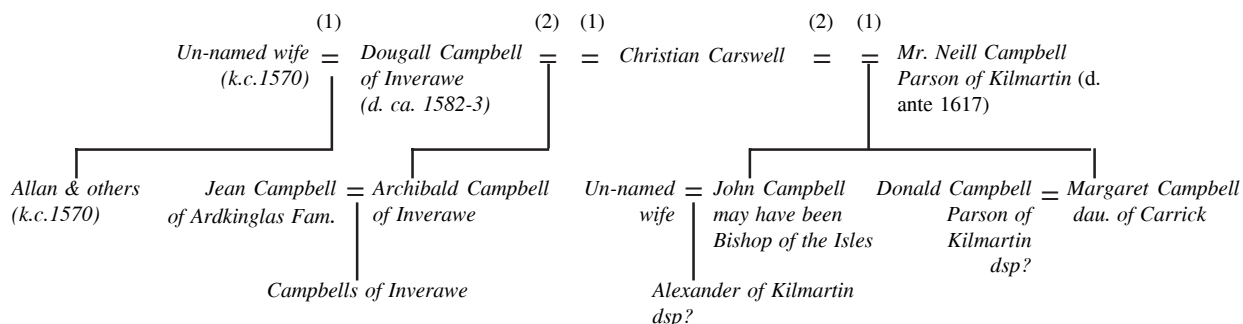 (1) (2) (1) (2) (1)
Un-named wife = Dougall Campbell = = Christian Carswell = = Mr. Neill Campbell
(k.c.1570) of Inverawe Parson of Kilmartin (d.
(d. ca. 1582-3) ante 1617)
Allan & others Jean Campbell = Archibald Campbell Un-named = John Campbell Donald Campbell = Margaret Campbell
(k.c.1570) of Ardkinglas Fam. of Inverawe wife may have been Parson of dau. of Carrick
Bishop of the Isles Kilmartin
dsp?
Campbells of Inverawe Alexander of Kilmartin
dsp?